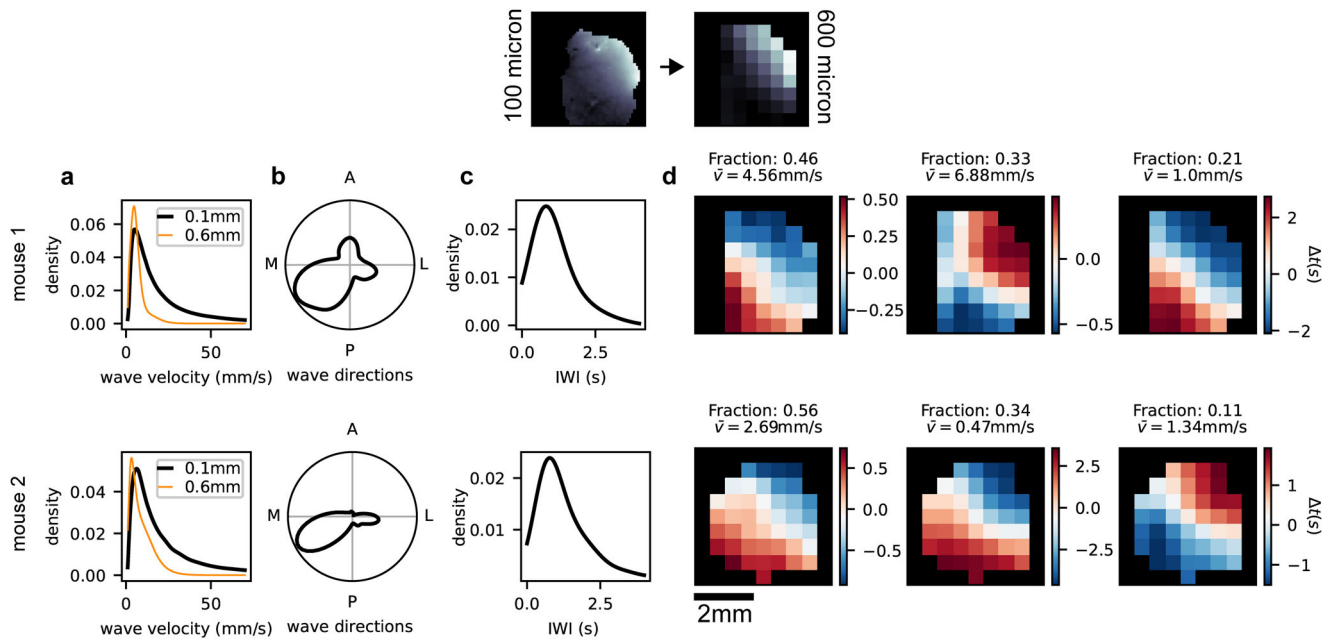 100 micron
600 micron
a
b
c
d
mouse 1
density
0.06
0.04
0.02
0.00
0.1mm
0.6mm
0
50
wave velocity (mm/s)
A
M
L
P
wave directions
density
0.02
0.01
0.00
0.0
2.5
IWI (s)
Fraction: 0.46
v̄ = 4.56mm/s
0.50
0.25
0.00
−0.25
Fraction: 0.33
v̄ = 6.88mm/s
0.0
−0.5
Fraction: 0.21
v̄ = 1.0mm/s
2
0
−2
Δt(s)
mouse 2
density
0.04
0.02
0.00
0.1mm
0.6mm
0
50
wave velocity (mm/s)
A
M
L
P
wave directions
density
0.02
0.01
0.0
2.5
IWI (s)
Fraction: 0.56
v̄ = 2.69mm/s
0.5
0.0
−0.5
Fraction: 0.34
v̄ = 0.47mm/s
2.5
0.0
−2.5
Fraction: 0.11
v̄ = 1.34mm/s
1
0
−1
Δt(s)
2mm